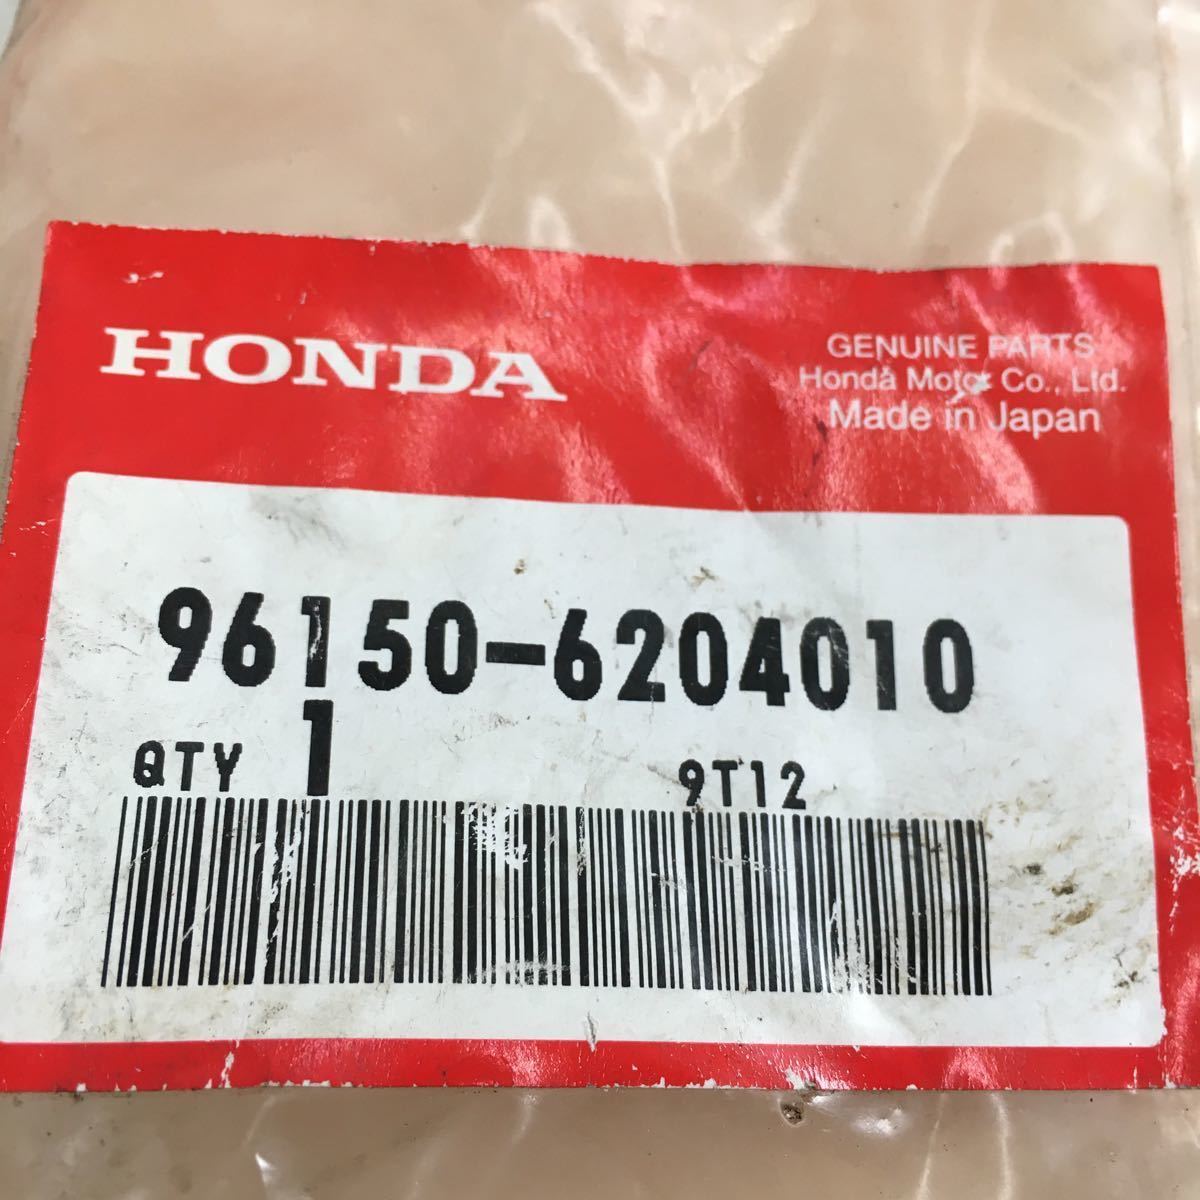 HONDA
GENUINE PARTS
Honda Motor Co., Ltd.
Made in Japan
96150-6204010
QTY 1 9T12